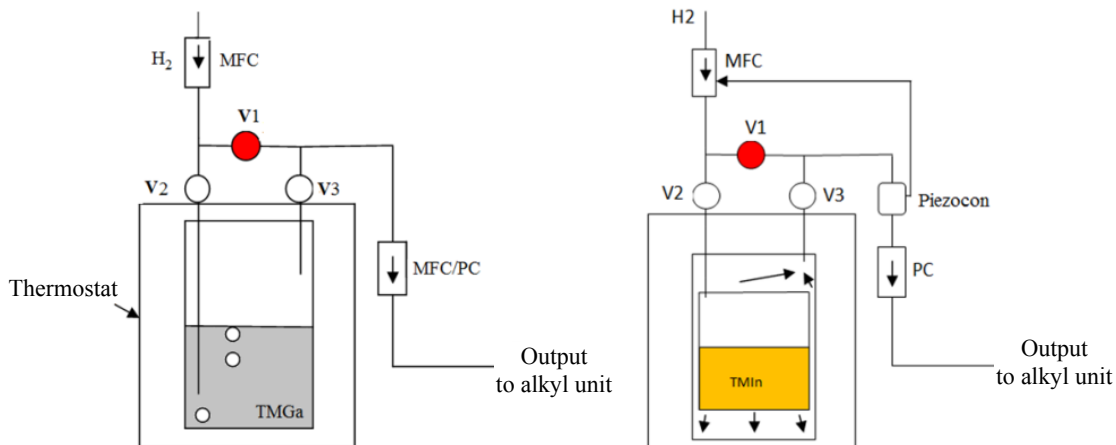 H2
MFC
V1
V2
V3
Thermostat
MFC/PC
TMGa
Output
to alkyl unit
H2
MFC
V1
V2
V3
Piezocon
PC
TMIn
Output
to alkyl unit